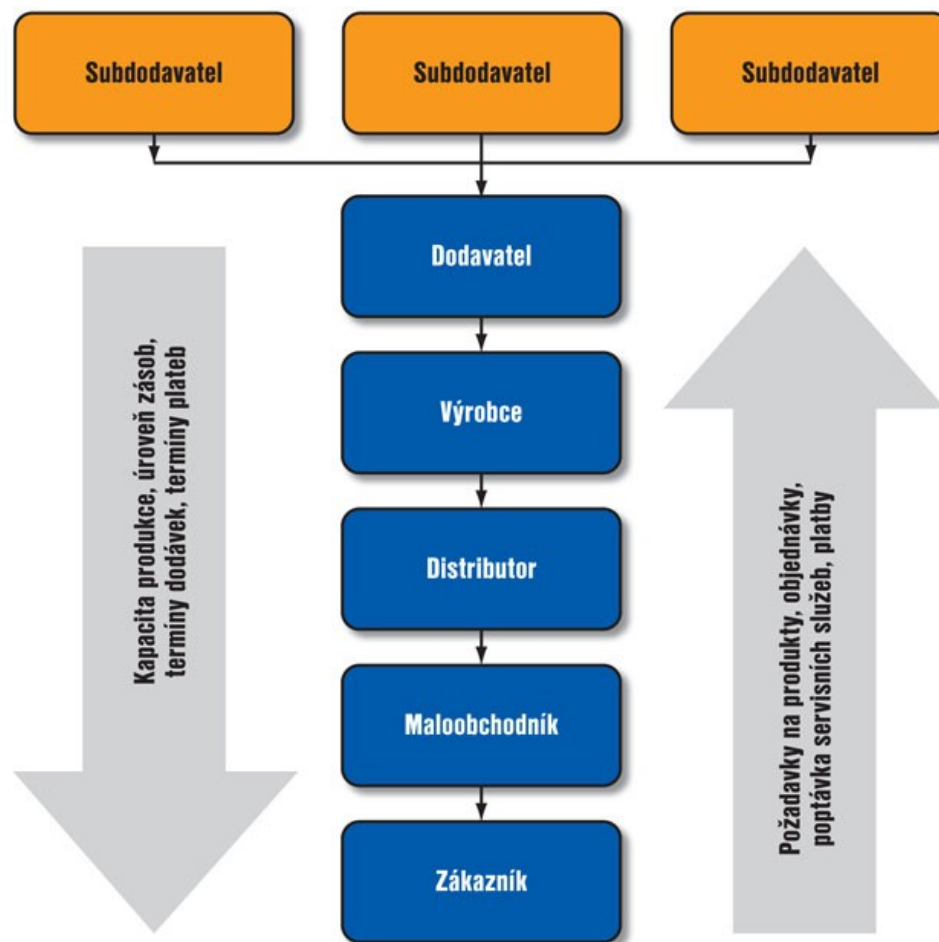 Subdodavatel
Subdodavatel
Subdodavatel
Dodavatel
Výrobce
Distributor
Maloobchodník
Zákazník
Kapacita produkce, úroveň zásob,
termíny dodávek, termíny plateb
Požadavky na produkty, objednávky,
poptávka servisních služeb, platby